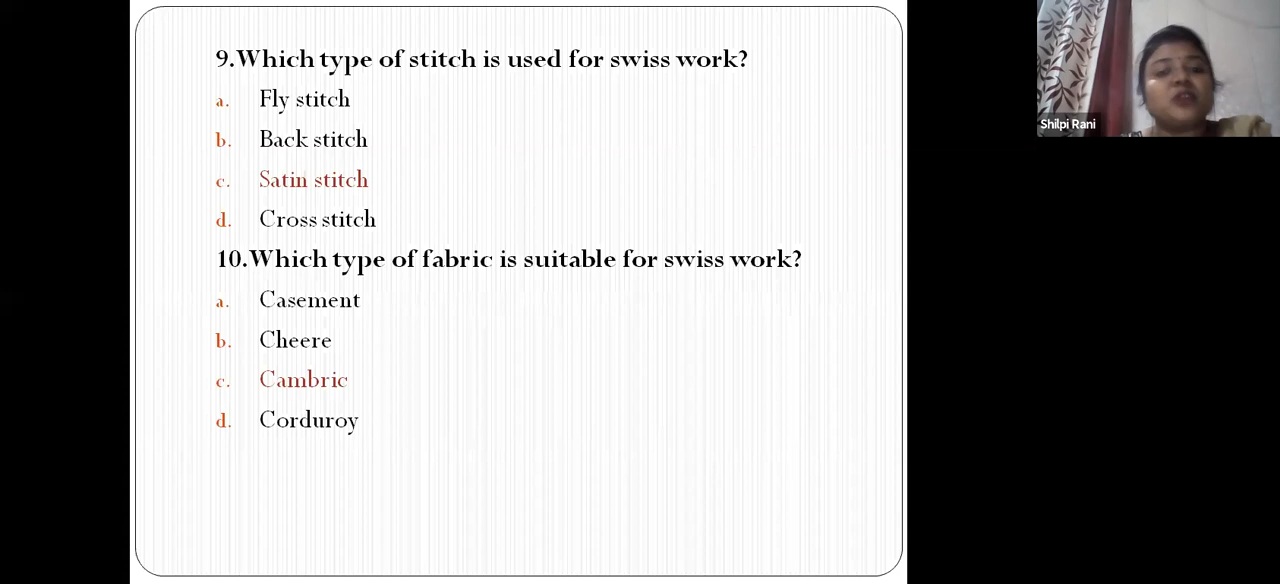 9.Which type of stitch is used for swiss work?
a. Fly stitch
b. Back stitch
c. Satin stitch
d. Cross stitch
10.Which type of fabric is suitable for swiss work?
a. Casement
b. Cheere
c. Cambric
d. Corduroy
Shilpi Rani